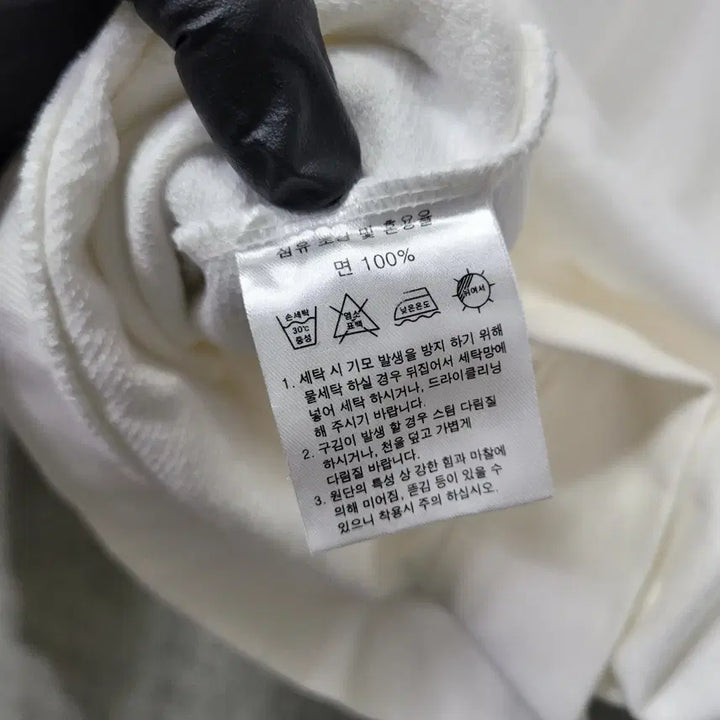 섬유 조성 및 혼용율
면 100%
손세탁
30℃
중성
염소
표백
낮은온도
뉘여서
1. 세탁 시 기모 발생을 방지 하기 위해
물세탁 하실 경우 뒤집어서 세탁망에
넣어 세탁 하시거나, 드라이클리닝
해 주시기 바랍니다.
2. 구김이 발생 할 경우 스팀 다림질
하시거나, 천을 덮고 가볍게
다림질 바랍니다.
3. 원단의 특성 상 강한 힘과 마찰에
의해 미어짐, 뜯김 등이 있을 수
있으니 착용시 주의 하십시오.